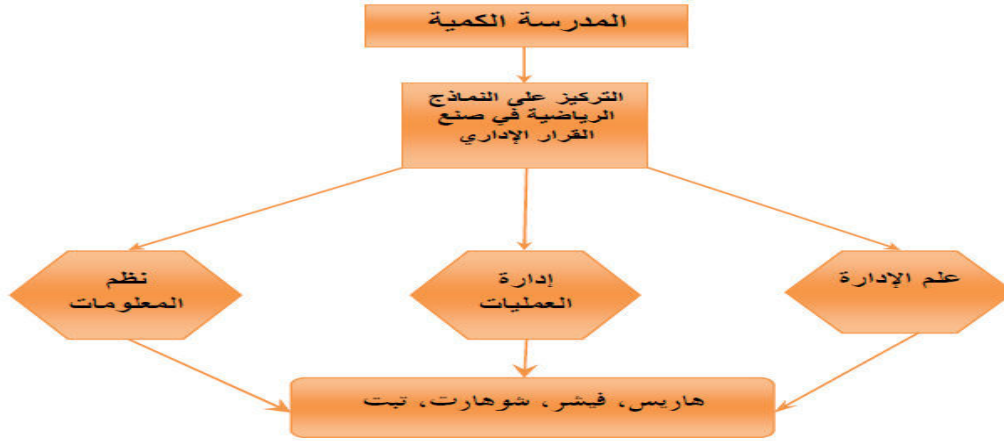 المدرسة الكمية
التركيز على النماذج
الرياضية في صنع
القرار الإداري
علم الإدارة
إدارة
العمليات
نظم
المعلومات
هاريس، فيشر، شوهارت، تبت